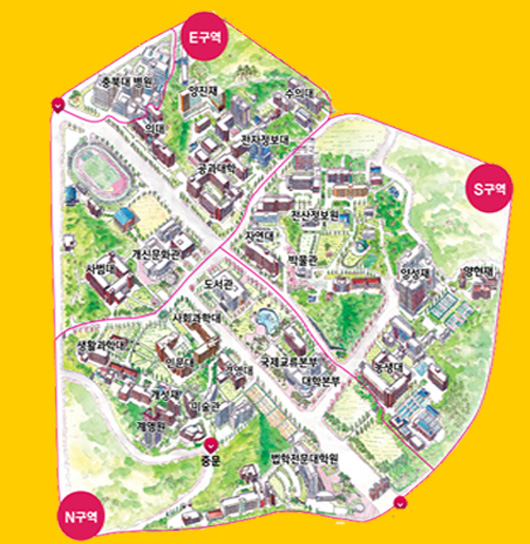 E구역
충북대 병원
양진재
수의대
의대
전자정보대
공과대학
S구역
전산정보원
자연대
개신문화관
박물관
양성재
양현재
사범대
도서관
사회과학대
생활과학대
인문대
경영대
국제교류본부
농생대
대학본부
개성재
미술관
계영원
중문
법학전문대학원
N구역